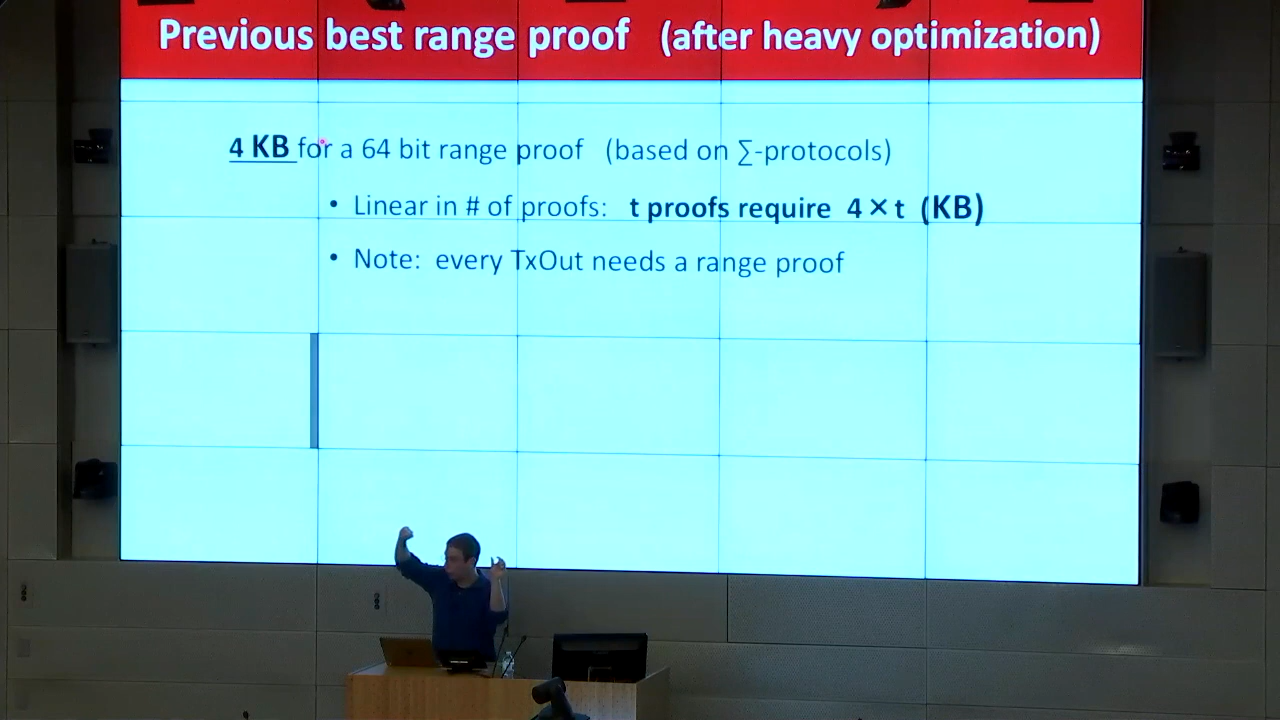 Previous best range proof (after heavy optimization)
4 KB for a 64 bit range proof (based on ∑-protocols)
• Linear in # of proofs: t proofs require 4 × t (KB)
• Note: every TxOut needs a range proof